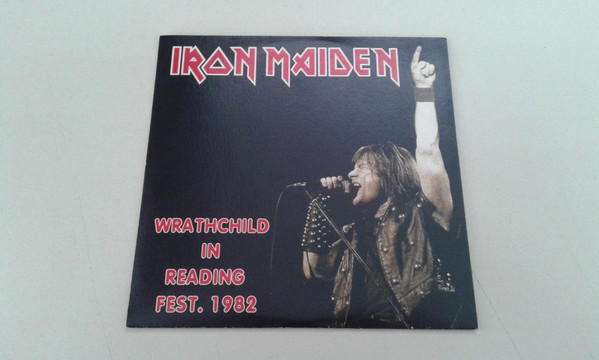 IRON MAIDEN
WRATHCHILD
IN
READING
FEST. 1982